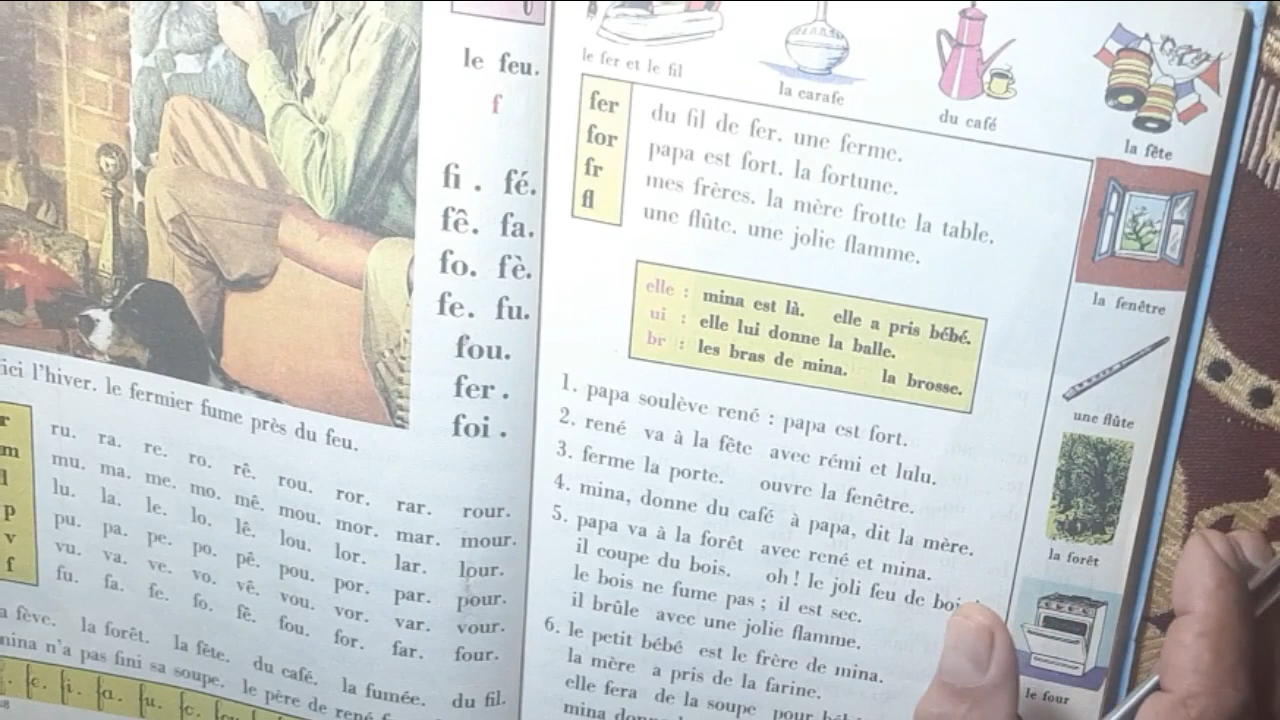 le feu.
f
fi. fé.
fê. fa.
fo. fè.
fe. fu.
fou.
fer.
foi.
ici l'hiver. le fermier fume près du feu.
r
ru. ra. re. ro. rê. rou. ror. rar. rour.
m
mu. ma. me. mo. mê. mou. mor. mar. mour.
l
lu. la. le. lo. lê. lou. lor. lar. lour.
p
pu. pa. pe. po. pê. pou. por. par. pour.
v
vu. va. ve. vo. vê. vou. vor. var. vour.
f
fu. fa. fe. fo. fê. fou. for. far. four.
a fève. la forêt. la fête. du café. la fumée. du fil.
mina n'a pas fini sa soupe. le père de rené
fe. fi. fa. fu.
le fer et le fil
la carafe
du café
la fête
fer
for
fr
fl
du fil de fer. une ferme.
papa est fort. la fortune.
mes frères. la mère frotte la table.
une flûte. une jolie flamme.
elle : mina est là. elle a pris bébé.
ui : elle lui donne la balle.
br : les bras de mina. la brosse.
1. papa soulève rené : papa est fort.
2. rené va à la fête avec rémi et lulu.
3. ferme la porte. ouvre la fenêtre.
4. mina, donne du café à papa, dit la mère.
5. papa va à la forêt avec rené et mina.
il coupe du bois. oh ! le joli feu de
le bois ne fume pas ; il est sec.
il brûle avec une jolie flamme.
6. le petit bébé est le frère de mina.
la mère a pris de la farine.
elle fera de la soupe pour
mina
la fenêtre
une flûte
la forêt
le four